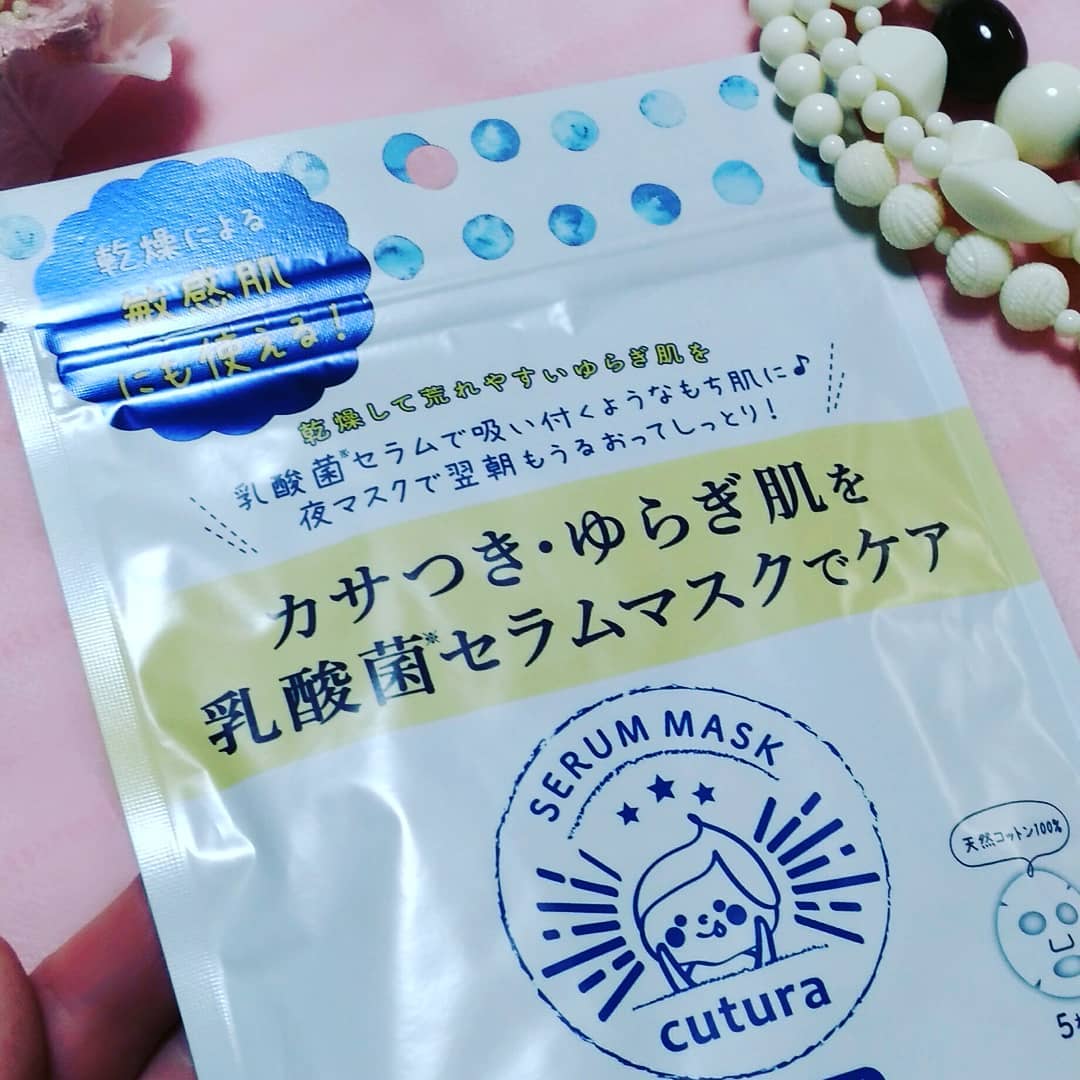 乾燥による
敏感肌
にも使える!
乾燥して荒れやすいゆらぎ肌を
乳酸菌※セラムで吸い付くようなもち肌に♪
夜マスクで翌朝もうるおってしっとり!
カサつき・ゆらぎ肌を
乳酸菌※セラムマスクでケア
SERUM MASK
cutura
天然コットン100%
5